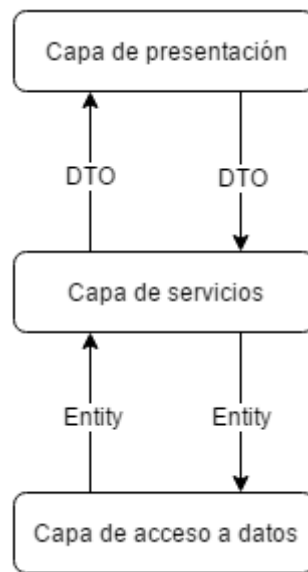 Capa de presentación
DTO
DTO
Capa de servicios
Entity
Entity
Capa de acceso a datos